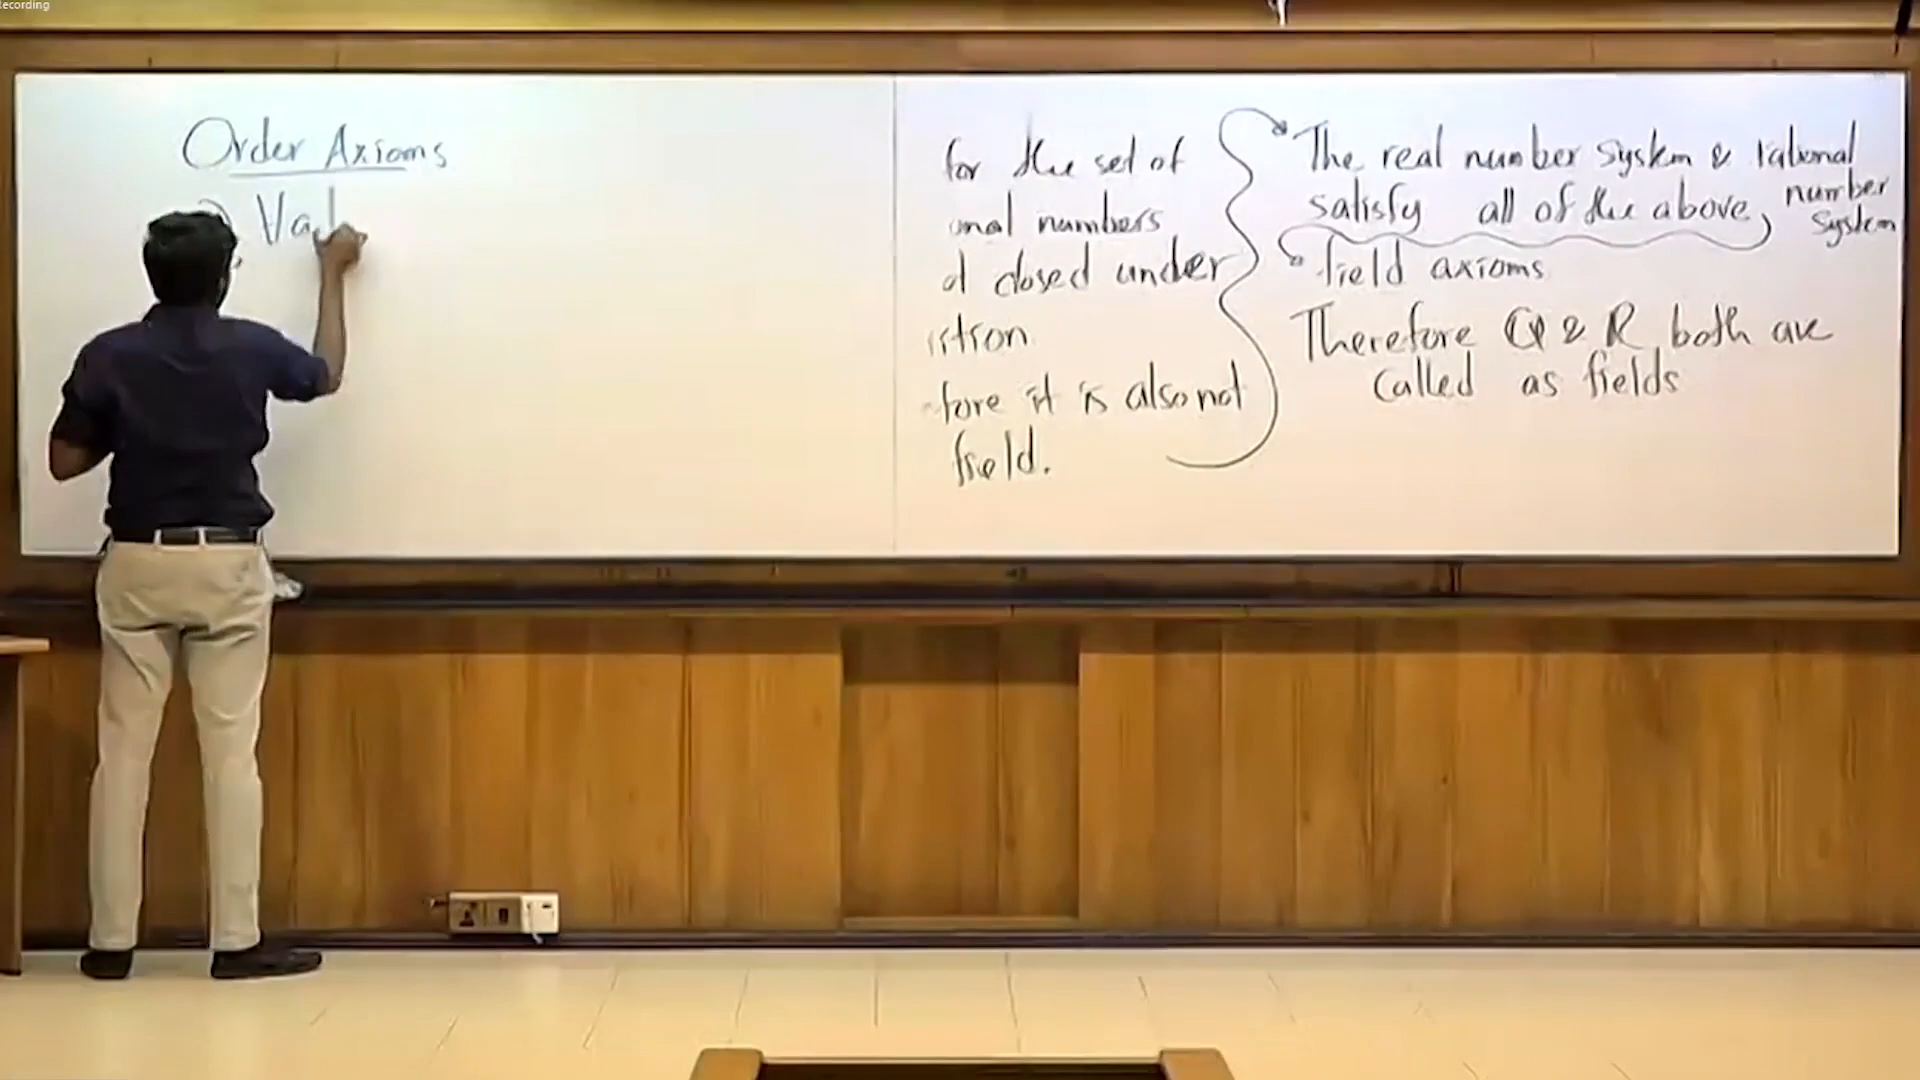 ecording
Order Axioms
∀a,b
for the set of
onal numbers
d closed under
ition
fore it is also not
field.
The real number system & rational
number
satisfy all of the above,
system
field axioms
Therefore Q & R both are
called as fields